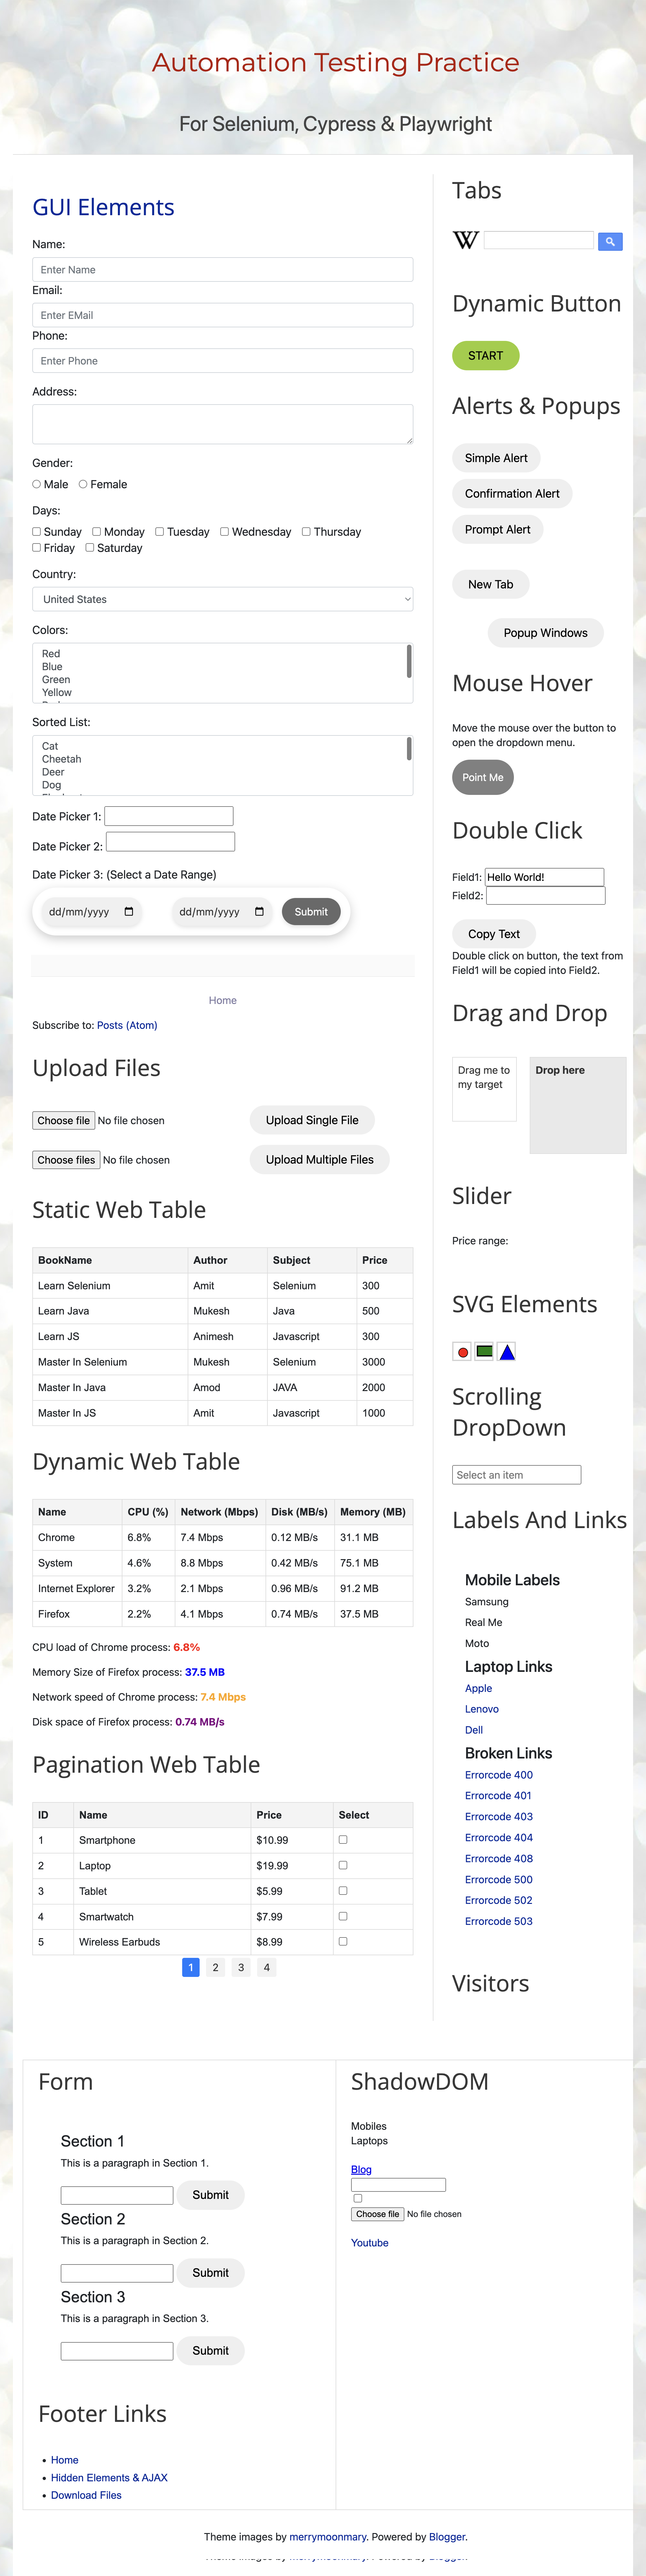 Automation Testing Practice
For Selenium, Cypress & Playwright
GUI Elements
Name:
Enter Name
Email:
Enter EMail
Phone:
Enter Phone
Address:
Gender:
Male Female
Days:
Sunday Monday Tuesday Wednesday Thursday
Friday Saturday
Country:
United States
Colors:
Red
Blue
Green
Yellow
Sorted List:
Cat
Cheetah
Deer
Dog
Date Picker 1:
Date Picker 2:
Date Picker 3: (Select a Date Range)
dd/mm/yyyy dd/mm/yyyy Submit
Home
Subscribe to: Posts (Atom)
Upload Files
Choose file No file chosen Upload Single File
Choose files No file chosen Upload Multiple Files
Static Web Table
BookName Author Subject Price
Learn Selenium Amit Selenium 300
Learn Java Mukesh Java 500
Learn JS Animesh Javascript 300
Master In Selenium Mukesh Selenium 3000
Master In Java Amod JAVA 2000
Master In JS Amit Javascript 1000
Dynamic Web Table
Name CPU (%) Network (Mbps) Disk (MB/s) Memory (MB)
Chrome 6.8% 7.4 Mbps 0.12 MB/s 31.1 MB
System 4.6% 8.8 Mbps 0.42 MB/s 75.1 MB
Internet Explorer 3.2% 2.1 Mbps 0.96 MB/s 91.2 MB
Firefox 2.2% 4.1 Mbps 0.74 MB/s 37.5 MB
CPU load of Chrome process: 6.8%
Memory Size of Firefox process: 37.5 MB
Network speed of Chrome process: 7.4 Mbps
Disk space of Firefox process: 0.74 MB/s
Pagination Web Table
ID Name Price Select
1 Smartphone $10.99
2 Laptop $19.99
3 Tablet $5.99
4 Smartwatch $7.99
5 Wireless Earbuds $8.99
1 2 3 4
Tabs
W
Dynamic Button
START
Alerts & Popups
Simple Alert
Confirmation Alert
Prompt Alert
New Tab
Popup Windows
Mouse Hover
Move the mouse over the button to
open the dropdown menu.
Point Me
Double Click
Field1: Hello World!
Field2:
Copy Text
Double click on button, the text from
Field1 will be copied into Field2.
Drag and Drop
Drag me to
my target
Drop here
Slider
Price range:
SVG Elements
Scrolling
DropDown
Select an item
Labels And Links
Mobile Labels
Samsung
Real Me
Moto
Laptop Links
Apple
Lenovo
Dell
Broken Links
Errorcode 400
Errorcode 401
Errorcode 403
Errorcode 404
Errorcode 408
Errorcode 500
Errorcode 502
Errorcode 503
Visitors
Form
Section 1
This is a paragraph in Section 1.
Submit
Section 2
This is a paragraph in Section 2.
Submit
Section 3
This is a paragraph in Section 3.
Submit
Footer Links
Home
Hidden Elements & AJAX
Download Files
ShadowDOM
Mobiles
Laptops
Blog
Choose file No file chosen
Youtube
Theme images by merrymoonmary. Powered by Blogger.